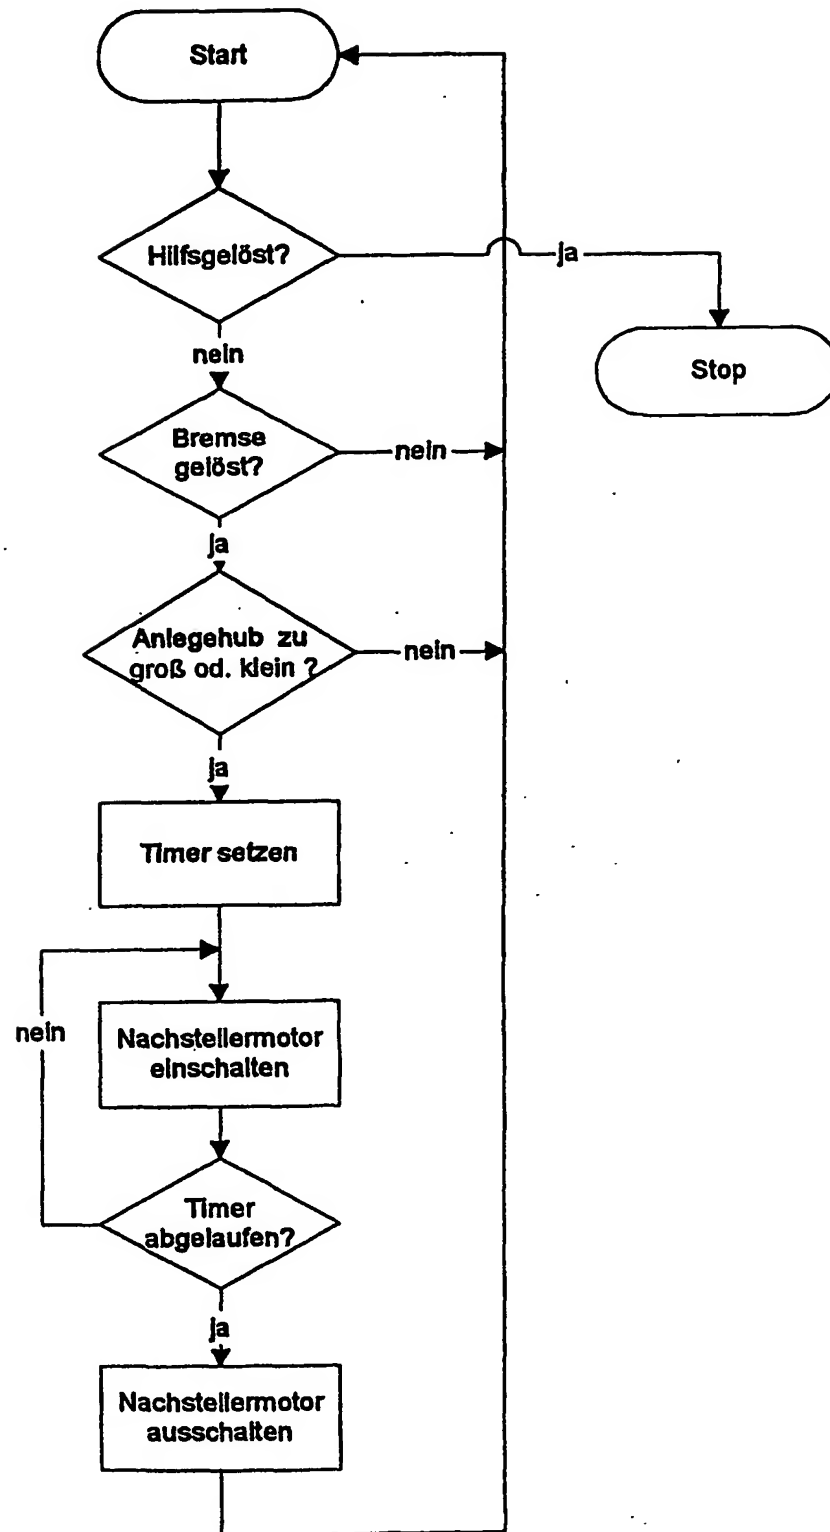 Start
Hilfsgelöst?
ja
Stop
nein
Bremse
gelöst?
nein
ja
Anlegehub zu
groß od. klein ?
nein
ja
Timer setzen
nein
Nachstellermotor
einschalten
Timer
abgelaufen?
ja
Nachstellermotor
ausschalten